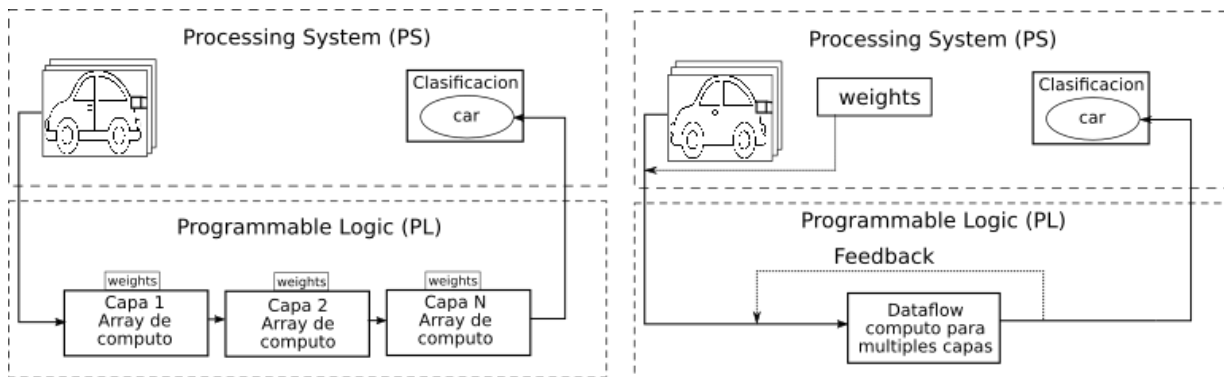 Processing System (PS)
Clasificacion
car
Programmable Logic (PL)
weights
weights
weights
Capa 1
Array de
computo
Capa 2
Array de
computo
Capa N
Array de
computo
Processing System (PS)
weights
Clasificacion
car
Programmable Logic (PL)
Feedback
Dataflow
computo para
multiples capas